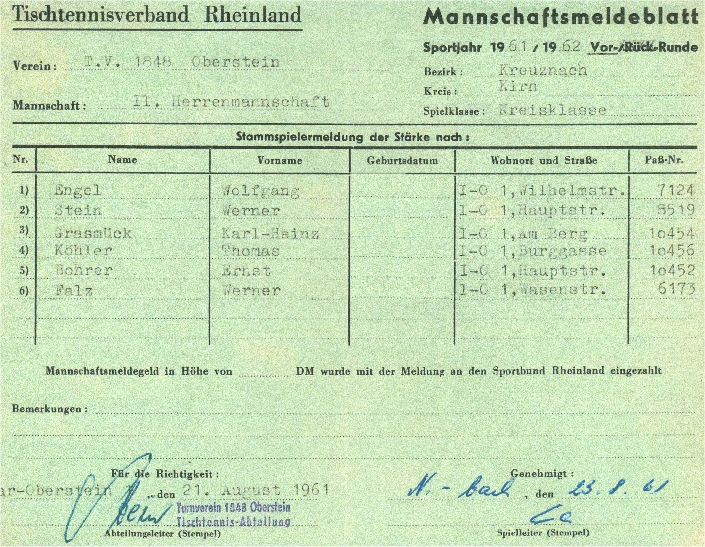 Tischtennisverband Rheinland
Mannschaftsmeldeblatt
Sportjahr 1961 / 1962 Vor-/Rück-Runde
Verein: T.V. 1848 Oberstein
Bezirk: Kreuznach
Kreis: Kirn
Mannschaft: II. Herrenmannschaft
Spielklasse: Kreisklasse
Stammspielermeldung der Stärke nach:
Nr. Name Vorname Geburtsdatum Wohnort und Straße Paß-Nr.
1) Engel Wolfgang I-O 1,Wilhelmstr. 7124
2) Stein Werner I-O 1,Hauptstr. 8519
3) Grasmück Karl-Hainz I-O 1,Am Berg 10454
4) Köhler Thomas I-O 1,Burggasse 10456
5) Bohrer Ernst I-O 1,Hauptstr. 10452
6) Falz Werner I-O 1,Wasenstr. 6173
Mannschaftsmeldegeld in Höhe von DM wurde mit der Meldung an den Sportbund Rheinland eingezahlt
Bemerkungen:
Für die Richtigkeit:
Genehmigt:
ar-Oberstein , den 21. August 1961
N.- , den 23.8.61
Turnverein 1848 Oberstein
Tischtennis-Abteilung
Abteilungsleiter (Stempel)
Spielleiter (Stempel)